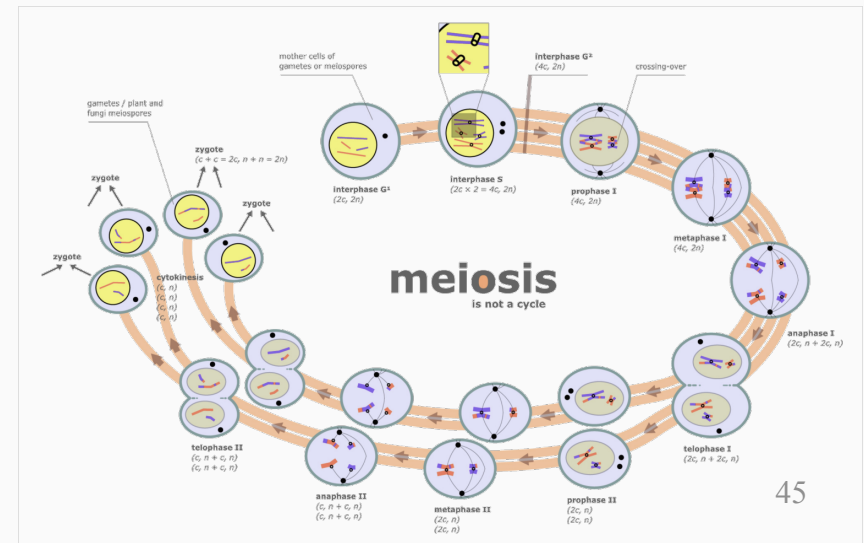 mother cells of
gametes or meiospores
interphase G²
(4c, 2n)
crossing-over
gametes / plant and
fungi meiospores
zygote
(c + c = 2c, n + n = 2n)
zygote
zygote
zygote
interphase G¹
(2c, 2n)
interphase S
(2c × 2 = 4c, 2n)
prophase I
(4c, 2n)
metaphase I
(4c, 2n)
cytokinesis
(c, n)
(c, n)
(c, n)
(c, n)
meiosis
is not a cycle
anaphase I
(2c, n + 2c, n)
telophase I
(2c, n + 2c, n)
telophase II
(c, n + c, n)
(c, n + c, n)
anaphase II
(c, n + c, n)
(c, n + c, n)
metaphase II
(2c, n)
(2c, n)
prophase II
(2c, n)
(2c, n)
45